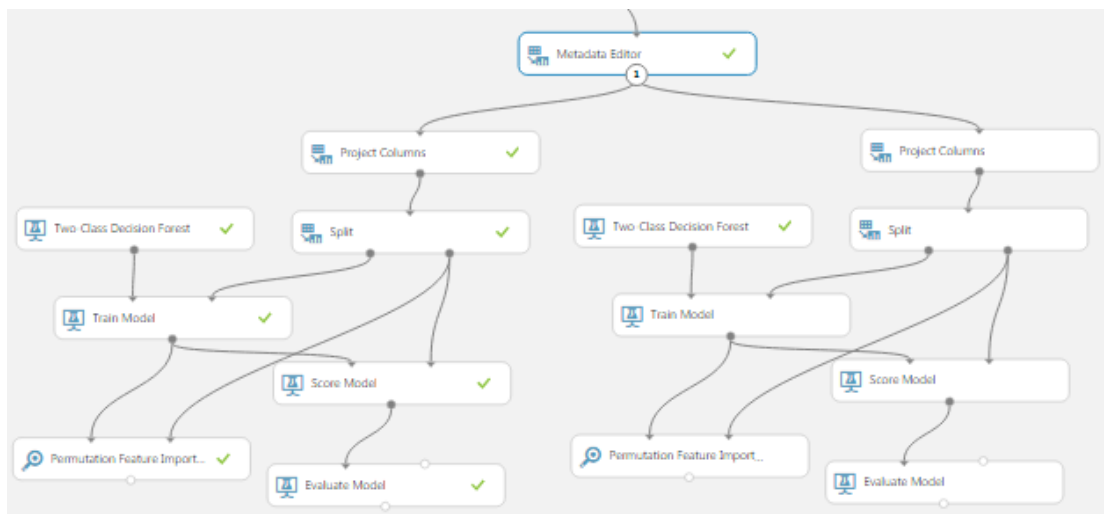 Metadata Editor
1
Project Columns
Project Columns
Two-Class Decision Forest
Split
Two-Class Decision Forest
Split
Train Model
Train Model
Score Model
Score Model
Permutation Feature Import...
Permutation Feature Import...
Evaluate Model
Evaluate Model